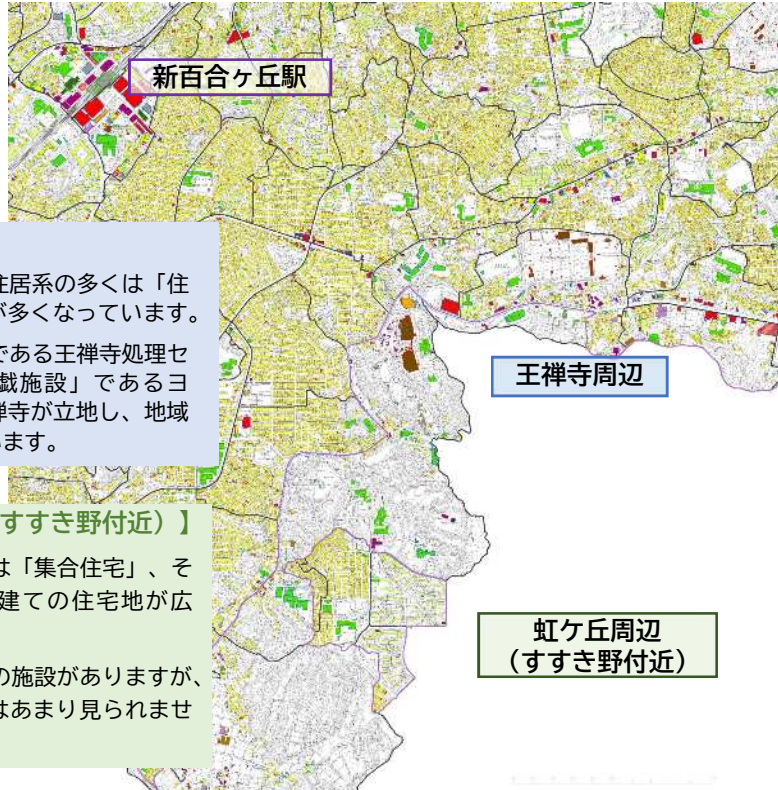 新百合ヶ丘駅
住居系の多くは「住
が多くなっています。
である王禅寺処理セ
戯施設」であるヨ
禅寺が立地し、地域
います。
王禅寺周辺
すすき野付近）】
は「集合住宅」、そ
建ての住宅地が広
の施設がありますが、
はあまり見られませ
虹ケ丘周辺
（すすき野付近）